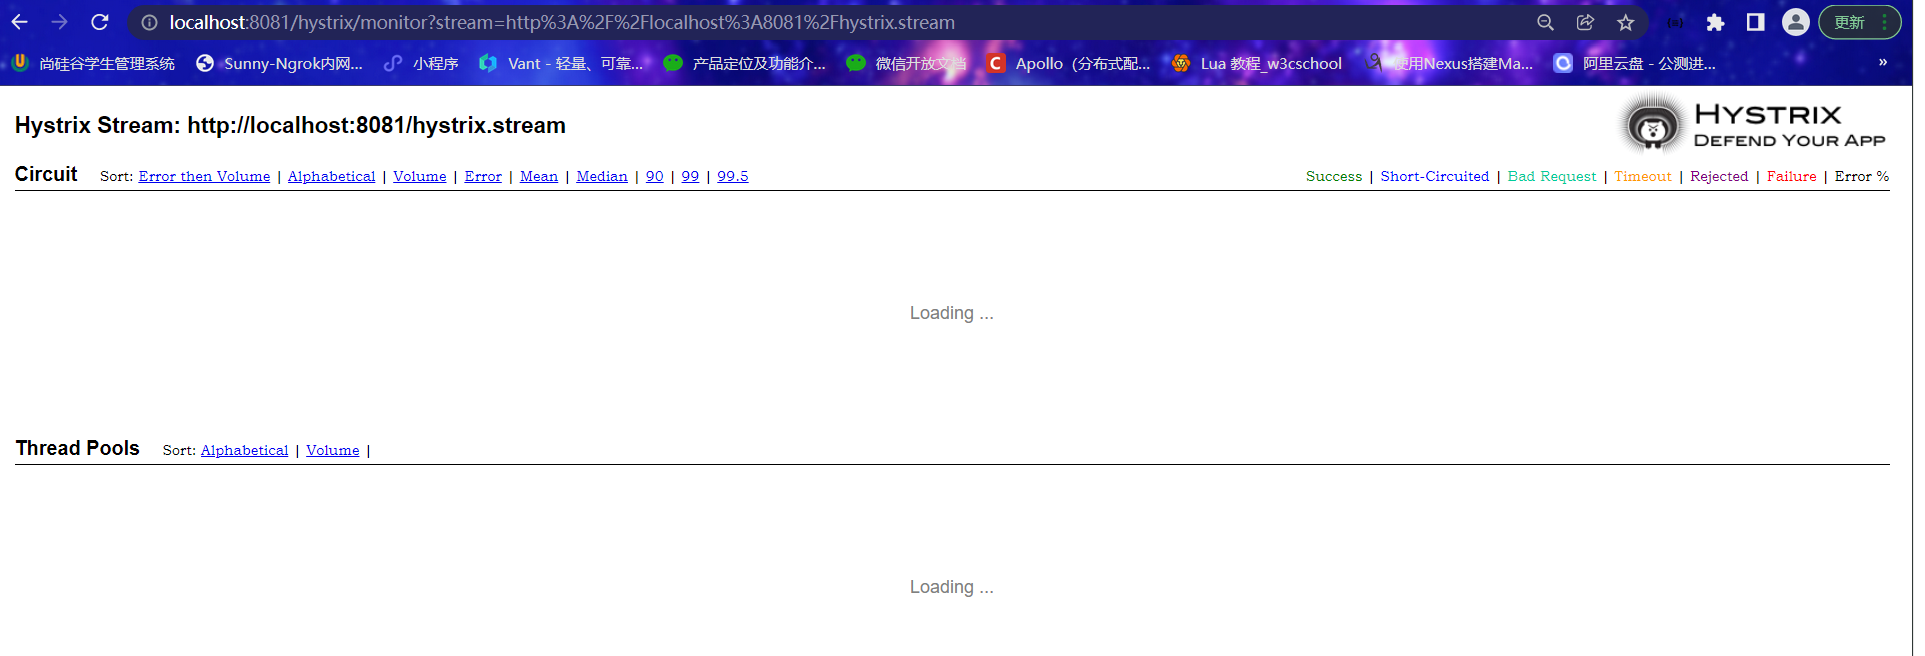 localhost:8081/hystrix/monitor?stream=http%3A%2F%2Flocalhost%3A8081%2Fhystrix.stream
更新
尚硅谷学生管理系统 Sunny-Ngrok内网... 小程序 Vant - 轻量、可靠... 产品定位及功能介... 微信开放文档 Apollo（分布式配... Lua 教程_w3cschool 使用Nexus搭建Ma... 阿里云盘 - 公测进... »
Hystrix Stream: http://localhost:8081/hystrix.stream
HYSTRIX
DEFEND YOUR APP
Circuit Sort: Error then Volume | Alphabetical | Volume | Error | Mean | Median | 90 | 99 | 99.5
Success | Short-Circuited | Bad Request | Timeout | Rejected | Failure | Error %
Loading ...
Thread Pools Sort: Alphabetical | Volume |
Loading ...